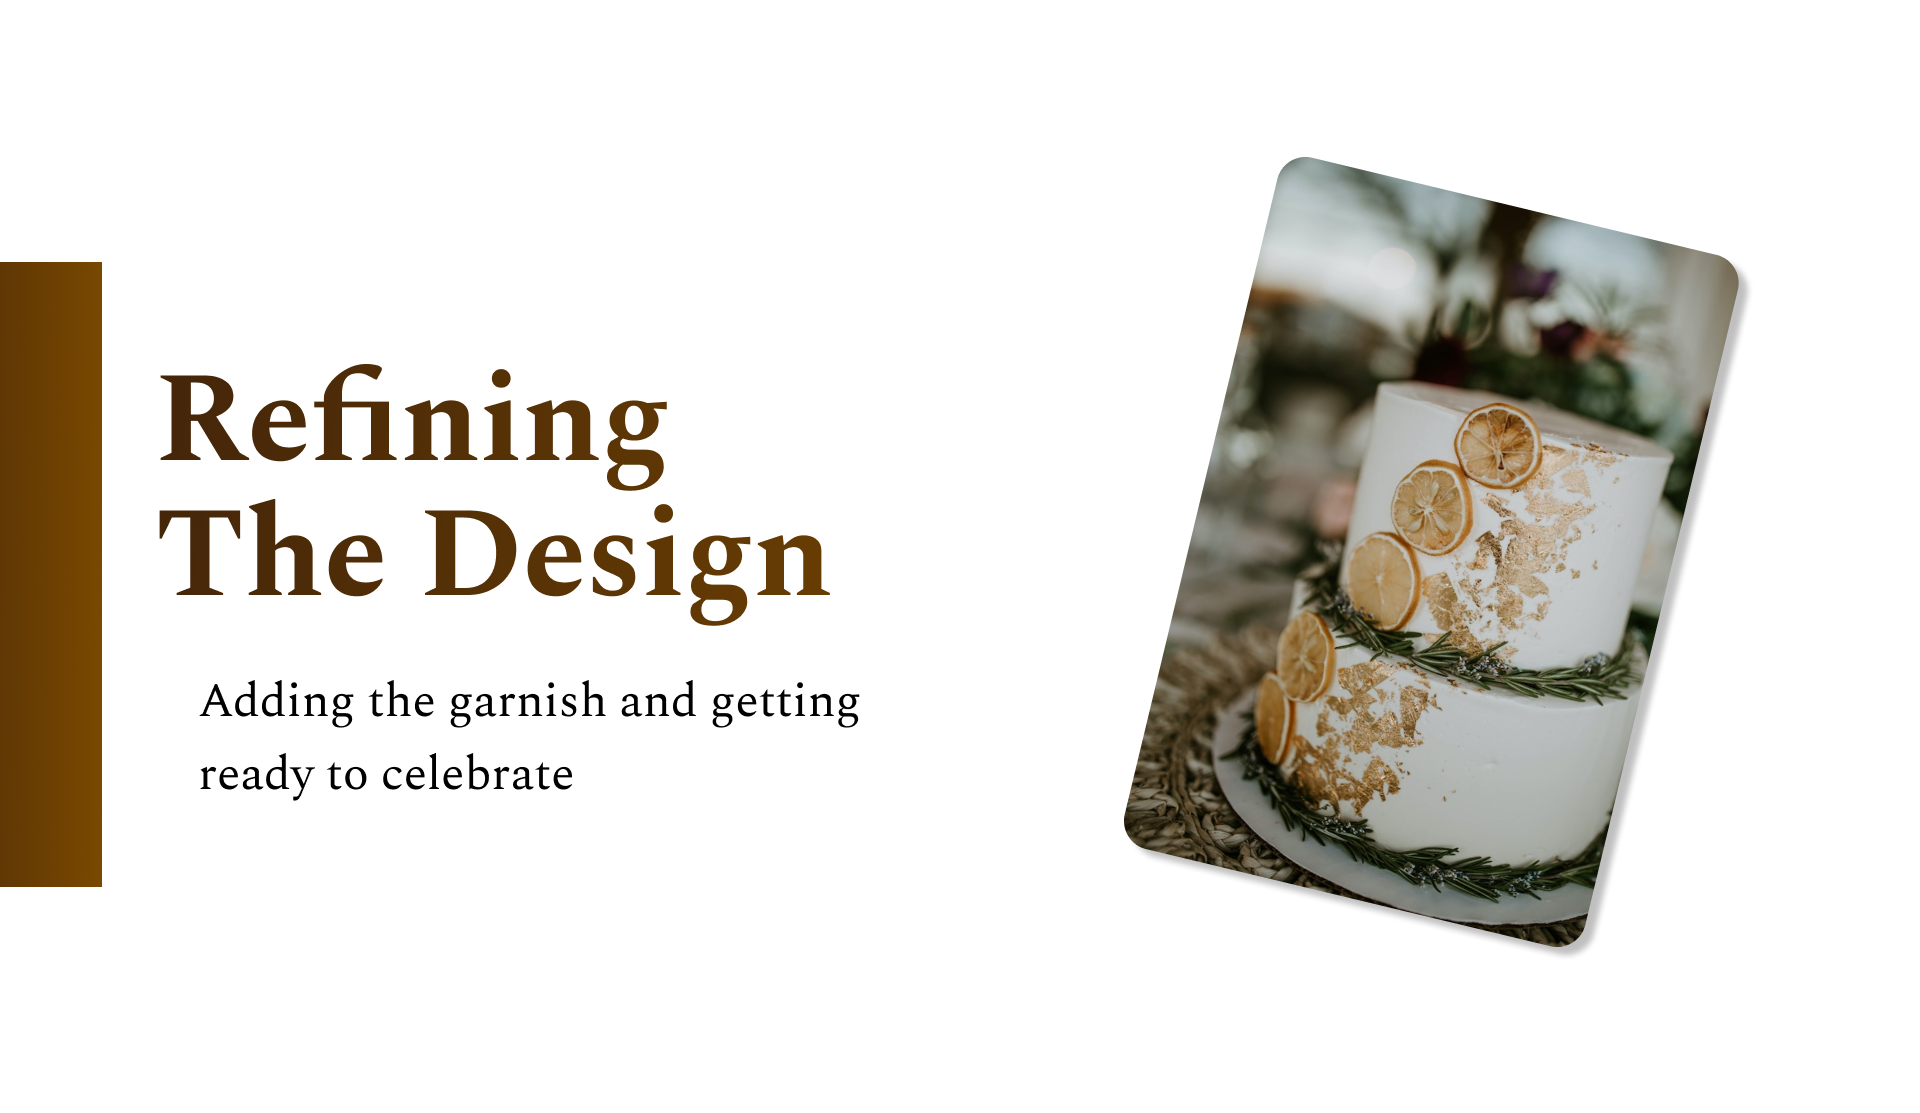 Refining
The Design
Adding the garnish and getting
ready to celebrate